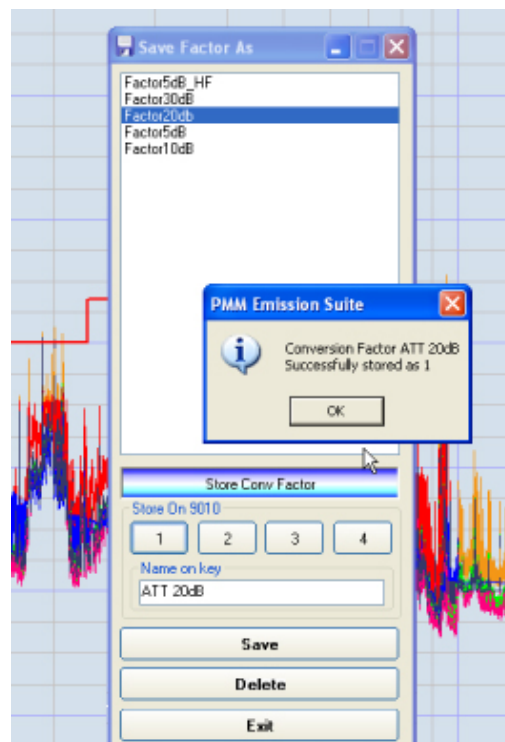 Save Factor As
Factor5dB_HF
Factor30dB
Factor20db
Factor5dB
Factor10dB
PMM Emission Suite
Conversion Factor ATT 20dB
Successfully stored as 1
OK
Store Conv Factor
Store On 9010
1 2 3 4
Name on key
ATT 20dB
Save
Delete
Exit